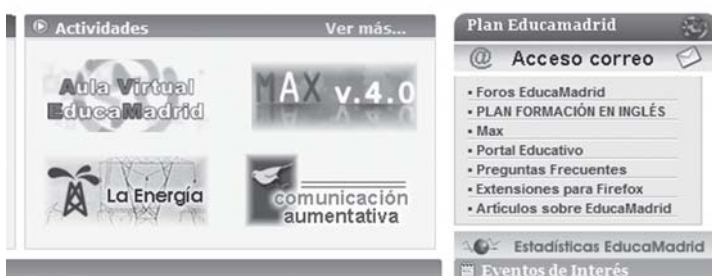 Actividades
Ver más...
Aula Virtual
EducaMadrid
MAX v.4.0
La Energía
comunicación
aumentativa
Plan Educamadrid
@ Acceso correo
▪ Foros EducaMadrid
▪ PLAN FORMACIÓN EN INGLÉS
▪ Max
▪ Portal Educativo
▪ Preguntas Frecuentes
▪ Extensiones para Firefox
▪ Artículos sobre EducaMadrid
Estadísticas EducaMadrid
Eventos de Interés